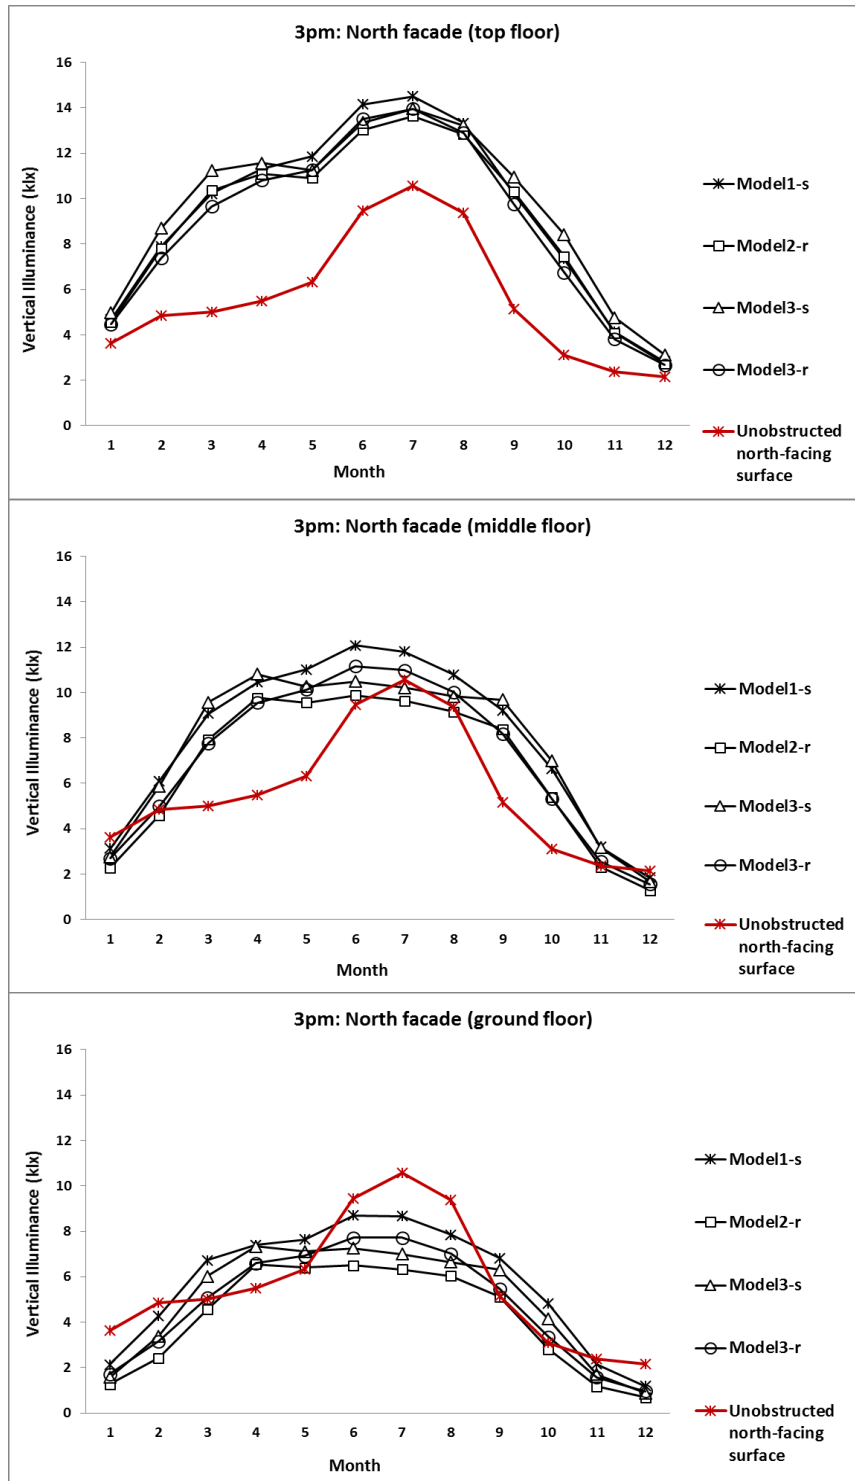 3pm: North facade (top floor)
Vertical Illuminance (klx)
16
14
12
10
8
6
4
2
0
1 2 3 4 5 6 7 8 9 10 11 12
Month
Model1-s
Model2-r
Model3-s
Model3-r
Unobstructed
north-facing
surface
3pm: North facade (middle floor)
Vertical Illuminance (klx)
16
14
12
10
8
6
4
2
0
1 2 3 4 5 6 7 8 9 10 11 12
Month
Model1-s
Model2-r
Model3-s
Model3-r
Unobstructed
north-facing
surface
3pm: North facade (ground floor)
Vertical Illuminance (klx)
16
14
12
10
8
6
4
2
0
1 2 3 4 5 6 7 8 9 10 11 12
Month
Model1-s
Model2-r
Model3-s
Model3-r
Unobstructed
north-facing
surface